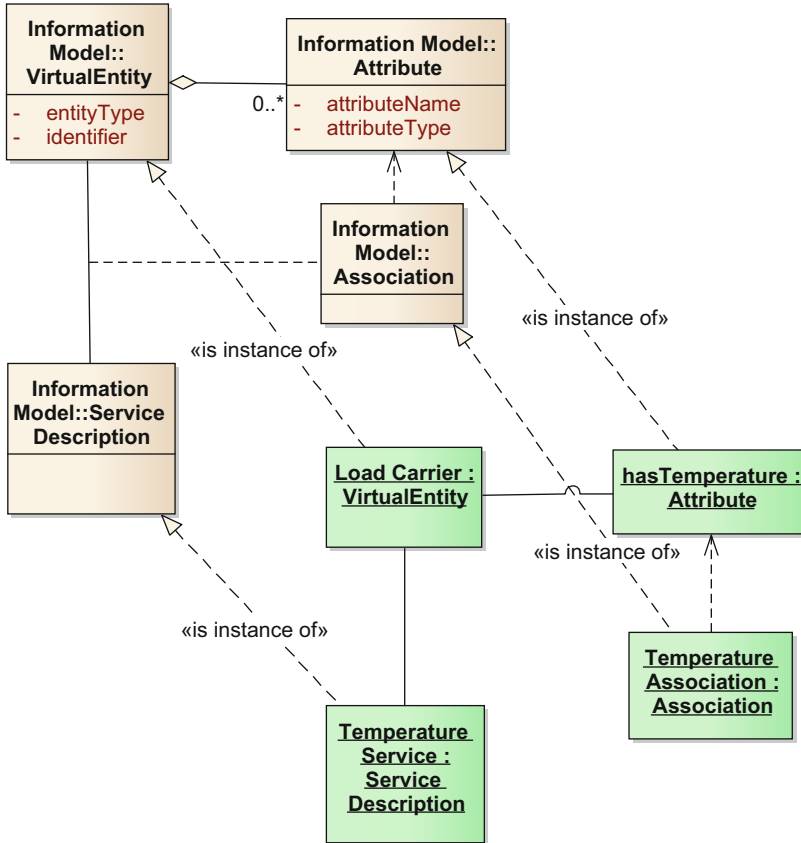 Information
Model::
VirtualEntity
- entityType
- identifier
Information Model::
Attribute
0..*
- attributeName
- attributeType
Information
Model::
Association
«is instance of»
«is instance of»
Information
Model::Service
Description
Load Carrier :
VirtualEntity
hasTemperature :
Attribute
«is instance of»
«is instance of»
Temperature
Association :
Association
Temperature
Service :
Service
Description